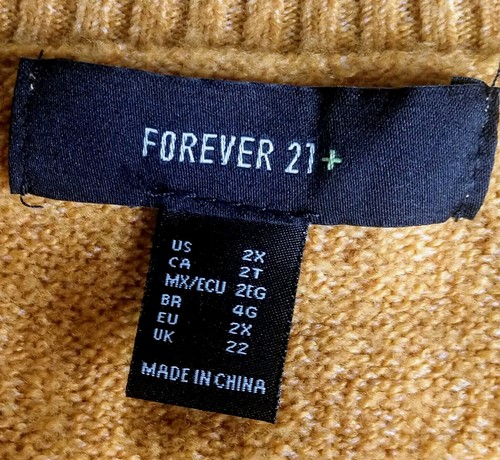 FOREVER 21+
US 2X
CA 2T
MX/ECU 2EG
BR 4G
EU 2X
UK 22
MADE IN CHINA